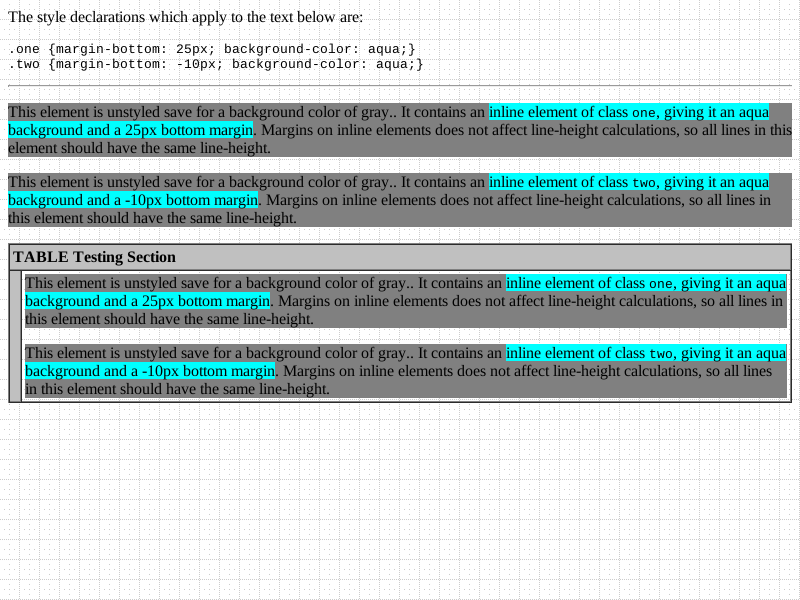 The style declarations which apply to the text below are:
.one {margin-bottom: 25px; background-color: aqua;}
.two {margin-bottom: -10px; background-color: aqua;}
This element is unstyled save for a background color of gray.. It contains an inline element of class one, giving it an aqua
background and a 25px bottom margin. Margins on inline elements does not affect line-height calculations, so all lines in this
element should have the same line-height.
This element is unstyled save for a background color of gray.. It contains an inline element of class two, giving it an aqua
background and a -10px bottom margin. Margins on inline elements does not affect line-height calculations, so all lines in
this element should have the same line-height.
TABLE Testing Section
This element is unstyled save for a background color of gray.. It contains an inline element of class one, giving it an aqua
background and a 25px bottom margin. Margins on inline elements does not affect line-height calculations, so all lines in
this element should have the same line-height.
This element is unstyled save for a background color of gray.. It contains an inline element of class two, giving it an aqua
background and a -10px bottom margin. Margins on inline elements does not affect line-height calculations, so all lines
in this element should have the same line-height.